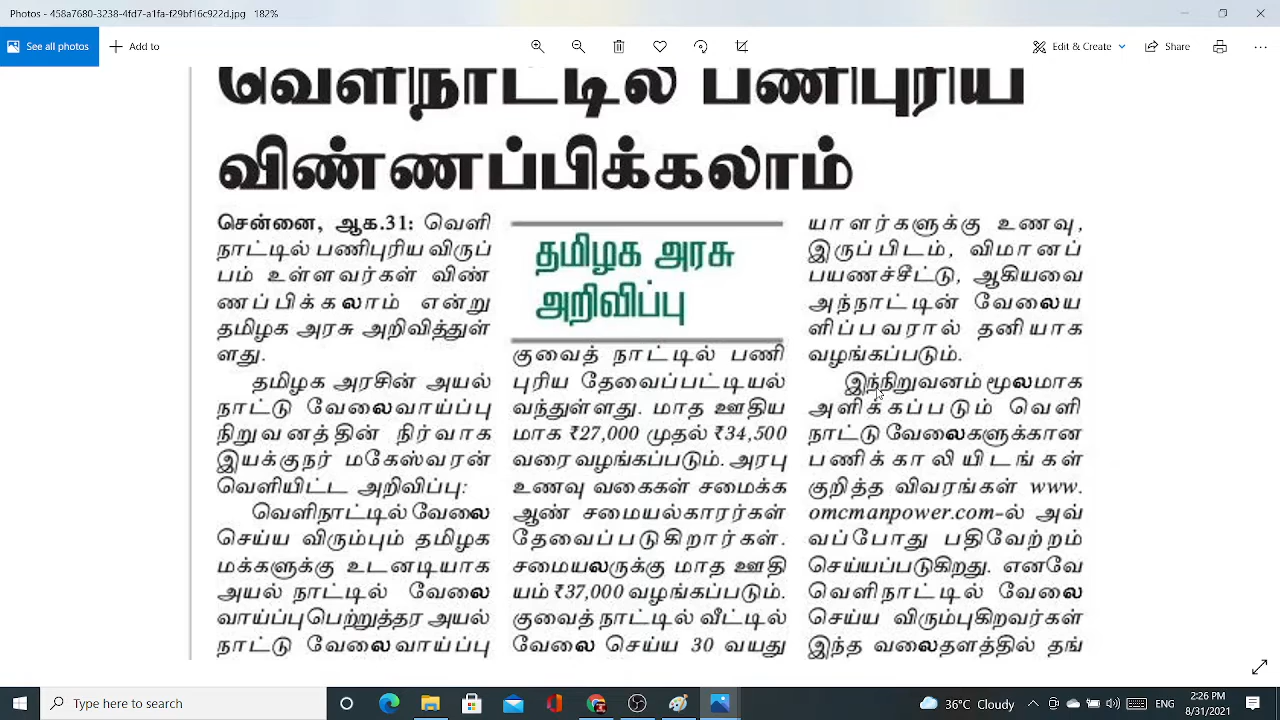 Photos - 458a7680-3238-4fd7-a1fa-f29bf16c922d.jpg - 182%
See all photos
Add to
Edit & Create
Share
வெளிநாட்டில் பணிபுரிய
விண்ணப்பிக்கலாம்
சென்னை, ஆக.31: வெளி
நாட்டில் பணிபுரிய விருப்
பம் உள்ளவர்கள் விண்
ணப்பிக்கலாம் என்று
தமிழக அரசு அறிவித்துள்
ளது.
தமிழக அரசின் அயல்
நாட்டு வேலைவாய்ப்பு
நிறுவனத்தின் நிர்வாக
இயக்குநர் மகேஸ்வரன்
வெளியிட்ட அறிவிப்பு:
வெளிநாட்டில் வேலை
செய்ய விரும்பும் தமிழக
மக்களுக்கு உடனடியாக
அயல் நாட்டில் வேலை
வாய்ப்பு பெற்றுத்தர அயல்
நாட்டு வேலைவாய்ப்பு
தமிழக அரசு
அறிவிப்பு
குவைத் நாட்டில் பணி
புரிய தேவைப்பட்டியல்
வந்துள்ளது. மாத ஊதிய
மாக ₹27,000 முதல் ₹34,500
வரை வழங்கப்படும். அரபு
உணவு வகைகள் சமைக்க
ஆண் சமையல்காரர்கள்
தேவைப்படுகிறார்கள்.
சமையலருக்கு மாத ஊதி
யம் ₹37,000 வழங்கப்படும்.
குவைத் நாட்டில் வீட்டில்
வேலை செய்ய 30 வயது
யாளர்களுக்கு உணவு,
இருப்பிடம், விமானப்
பயணச்சீட்டு, ஆகியவை
அந்நாட்டின் வேலைய
ளிப்பவரால் தனியாக
வழங்கப்படும்.
இந்நிறுவனம் மூலமாக
அளிக்கப்படும் வெளி
நாட்டு வேலைகளுக்கான
பணிக்காலியிடங்கள்
குறித்த விவரங்கள் www.
omcmanpower.com-ல் அவ்
வப்போது பதிவேற்றம்
செய்யப்படுகிறது. எனவே
வெளிநாட்டில் வேலை
செய்ய விரும்புகிறவர்கள்
இந்த வலைதளத்தில் தங்
Type here to search
36°C
Cloudy
ENG
2:26 PM
8/31/2021